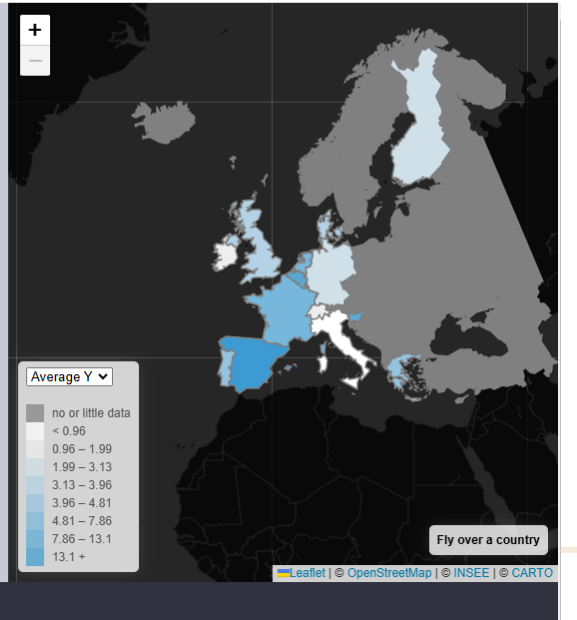 +
−
Average Y
no or little data
< 0.96
0.96 – 1.99
1.99 – 3.13
3.13 – 3.96
3.96 – 4.81
4.81 – 7.86
7.86 – 13.1
13.1 +
Fly over a country
Leaflet | © OpenStreetMap | © INSEE | © CARTO